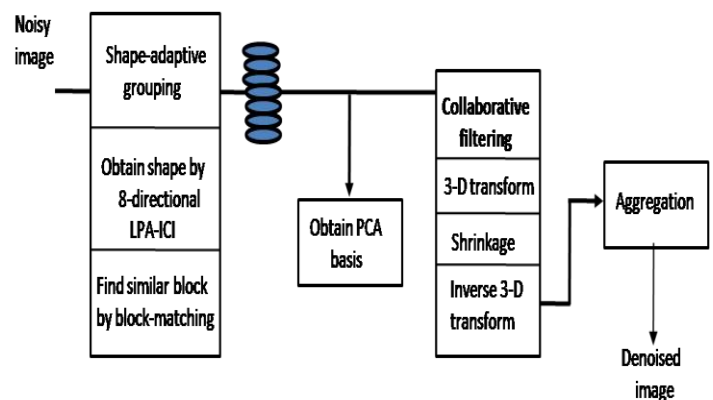 Noisy
image
Shape-adaptive
grouping
Obtain shape by
8-directional
LPA-ICI
Find similar block
by block-matching
Obtain PCA
basis
Collaborative
filtering
3-D transform
Shrinkage
Inverse 3-D
transform
Aggregation
Denoised
image